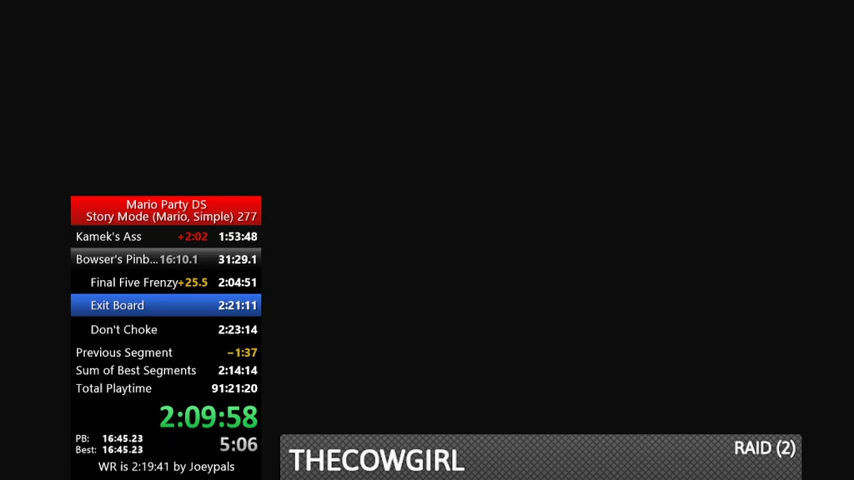 Mario Party DS
Story Mode (Mario, Simple) 277
Kamek's Ass +2:02 1:53:48
Bowser's Pinb... 16:10.1 31:29.1
Final Five Frenzy +25.5 2:04:51
Exit Board 2:21:11
Don't Choke 2:23:14
Previous Segment −1:37
Sum of Best Segments 2:14:14
Total Playtime 91:21:20
2:09:58
PB: 16:45.23
Best: 16:45.23
5:06
WR is 2:19:41 by Joeypals
THECOWGIRL
RAID (2)